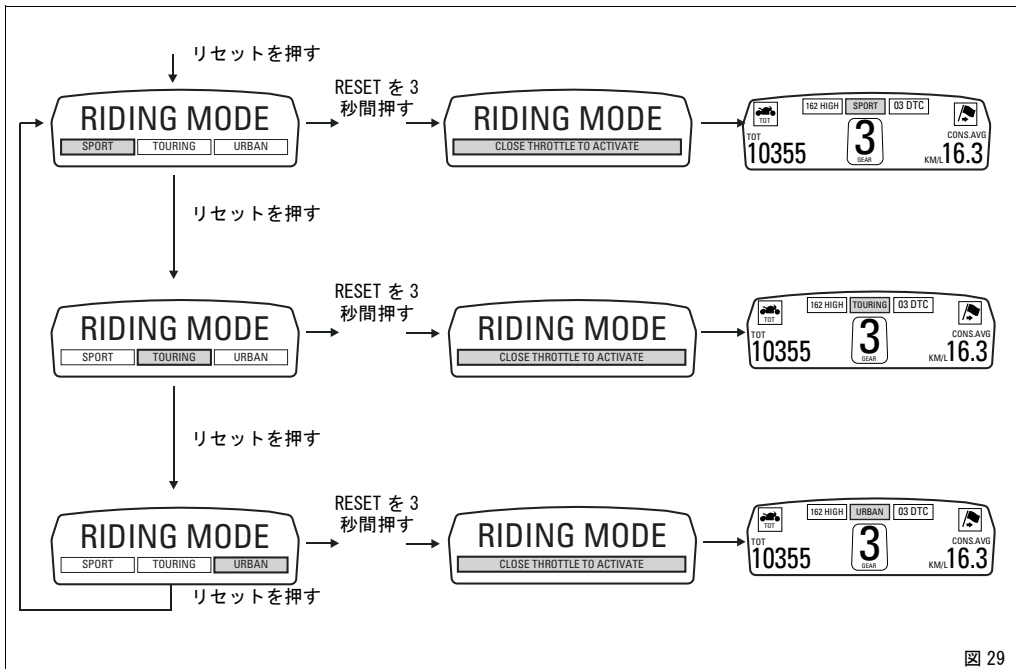 リセットを押す
RIDING MODE
SPORT TOURING URBAN
RESET を 3
秒間押す
RIDING MODE
CLOSE THROTTLE TO ACTIVATE
TOT
162 HIGH SPORT 03 DTC
TOT
10355
3
GEAR
CONS.AVG
KM/L 16.3
リセットを押す
RIDING MODE
SPORT TOURING URBAN
RESET を 3
秒間押す
RIDING MODE
CLOSE THROTTLE TO ACTIVATE
TOT
162 HIGH TOURING 03 DTC
TOT
10355
3
GEAR
CONS.AVG
KM/L 16.3
リセットを押す
RIDING MODE
SPORT TOURING URBAN
RESET を 3
秒間押す
RIDING MODE
CLOSE THROTTLE TO ACTIVATE
TOT
162 HIGH URBAN 03 DTC
TOT
10355
3
GEAR
CONS.AVG
KM/L 16.3
リセットを押す
図 29